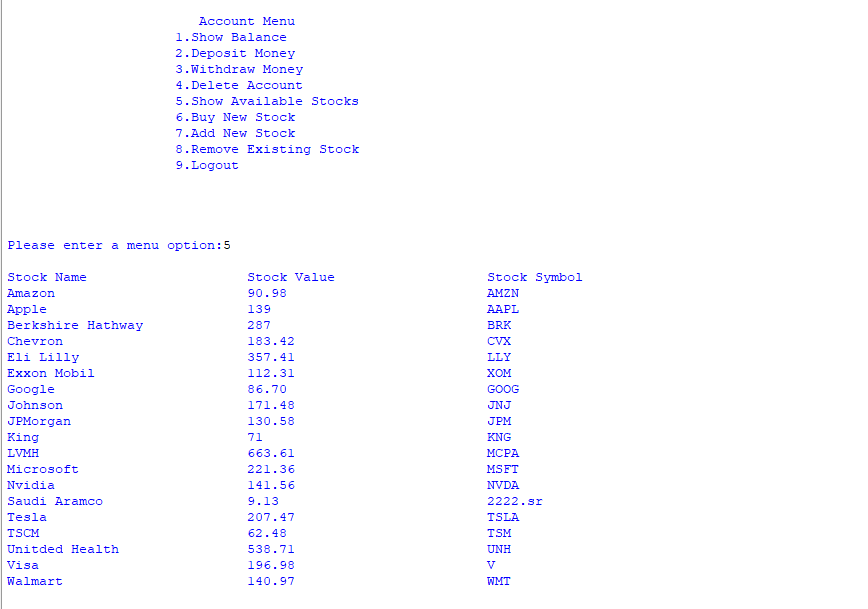 Account Menu
1.Show Balance
2.Deposit Money
3.Withdraw Money
4.Delete Account
5.Show Available Stocks
6.Buy New Stock
7.Add New Stock
8.Remove Existing Stock
9.Logout
Please enter a menu option:5
Stock Name Stock Value Stock Symbol
Amazon 90.98 AMZN
Apple 139 AAPL
Berkshire Hathway 287 BRK
Chevron 183.42 CVX
Eli Lilly 357.41 LLY
Exxon Mobil 112.31 XOM
Google 86.70 GOOG
Johnson 171.48 JNJ
JPMorgan 130.58 JPM
King 71 KNG
LVMH 663.61 MCPA
Microsoft 221.36 MSFT
Nvidia 141.56 NVDA
Saudi Aramco 9.13 2222.sr
Tesla 207.47 TSLA
TSCM 62.48 TSM
Unitded Health 538.71 UNH
Visa 196.98 V
Walmart 140.97 WMT